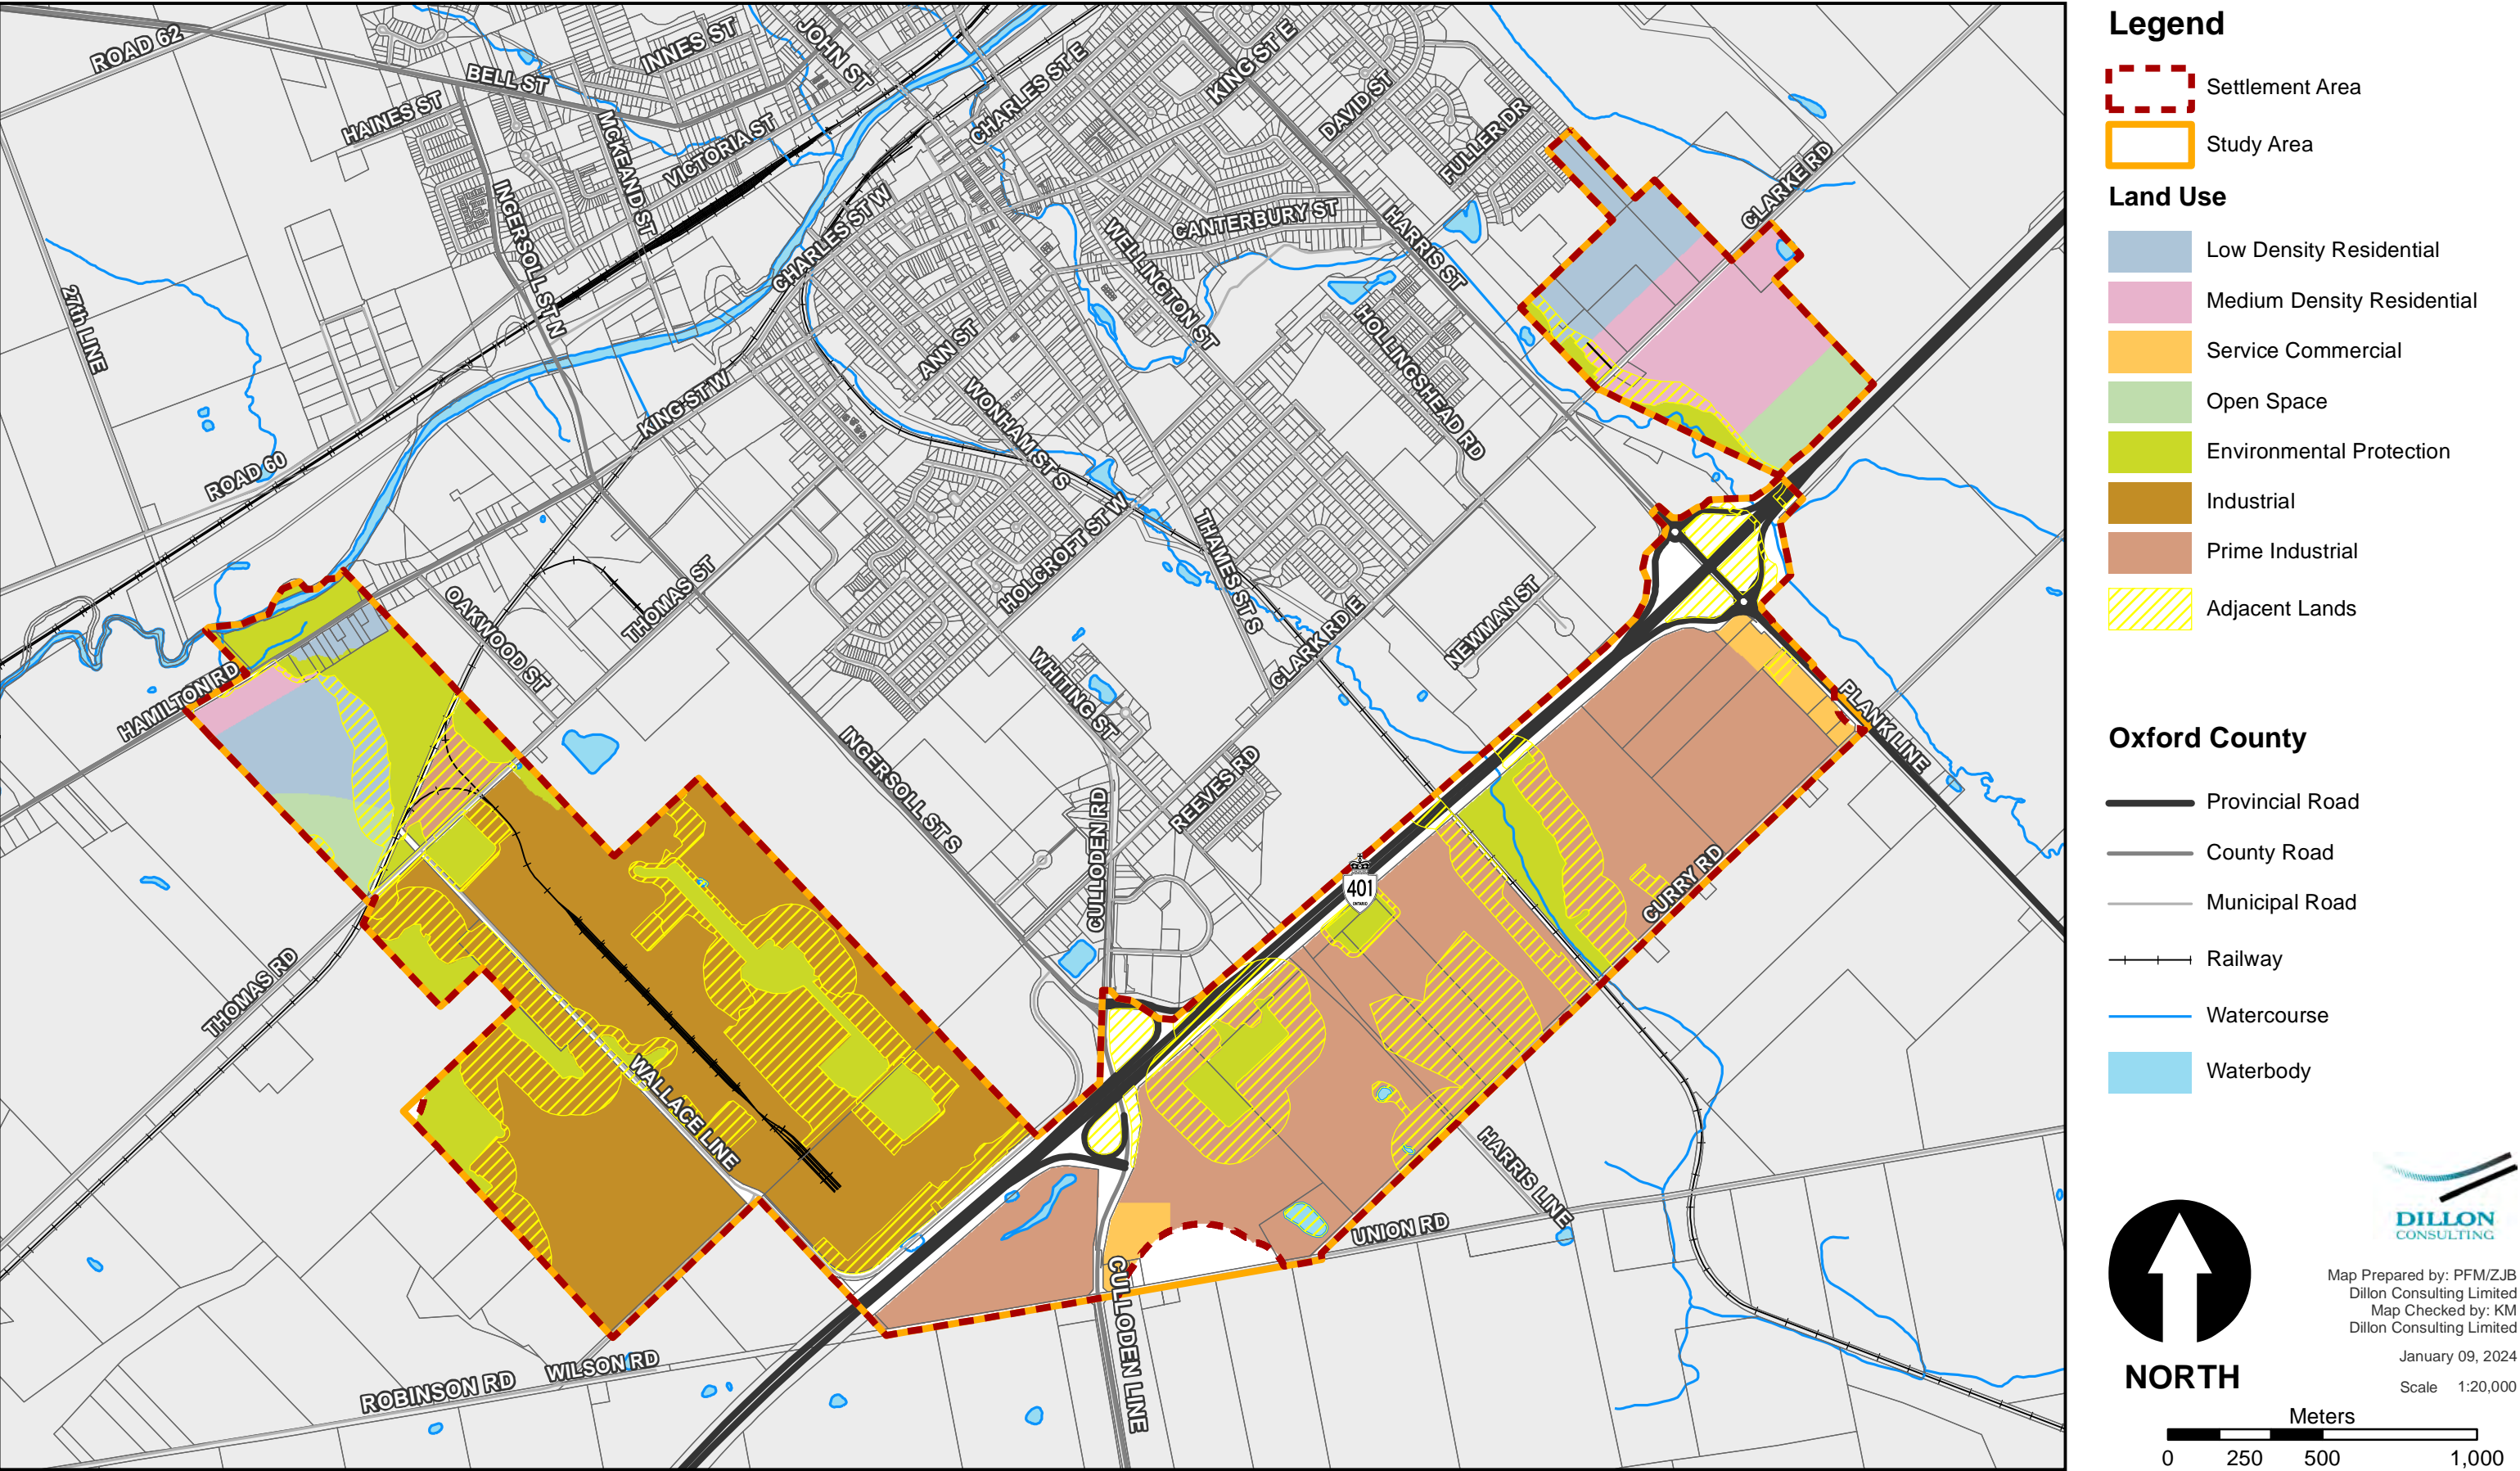 ROAD 62
BELL ST
INNES ST
JOHN ST
HAINES ST
MCKEAND ST
VICTORIA ST
CHARLES ST E
KING ST E
DAVID ST
FULLER DR
CLARKE RD
27th LINE
INGERSOLL ST N
CHARLES ST W
WELLINGTON ST
CANTERBURY ST
HARRIS ST
ANN ST
HOLLINGSHEAD RD
KING ST W
WONHAM ST S
ROAD 60
HOLCROFT ST W
THAMES ST S
OAKWOOD ST
THOMAS ST
CLARK RD E
NEWMAN ST
HAMILTON RD
WHITING ST
PLANK LINE
INGERSOLL ST S
CULLODEN RD
REEVES RD
401
ONTARIO
CURRY RD
THOMAS RD
WALLACE LINE
HARRIS LINE
UNION RD
CULLODEN LINE
WILSON RD
ROBINSON RD
Legend
Settlement Area
Study Area
Land Use
Low Density Residential
Medium Density Residential
Service Commercial
Open Space
Environmental Protection
Industrial
Prime Industrial
Adjacent Lands
Oxford County
Provincial Road
County Road
Municipal Road
Railway
Watercourse
Waterbody
DILLON
CONSULTING
Map Prepared by: PFM/ZJB
Dillon Consulting Limited
Map Checked by: KM
Dillon Consulting Limited
January 09, 2024
Scale 1:20,000
NORTH
Meters
0 250 500 1,000